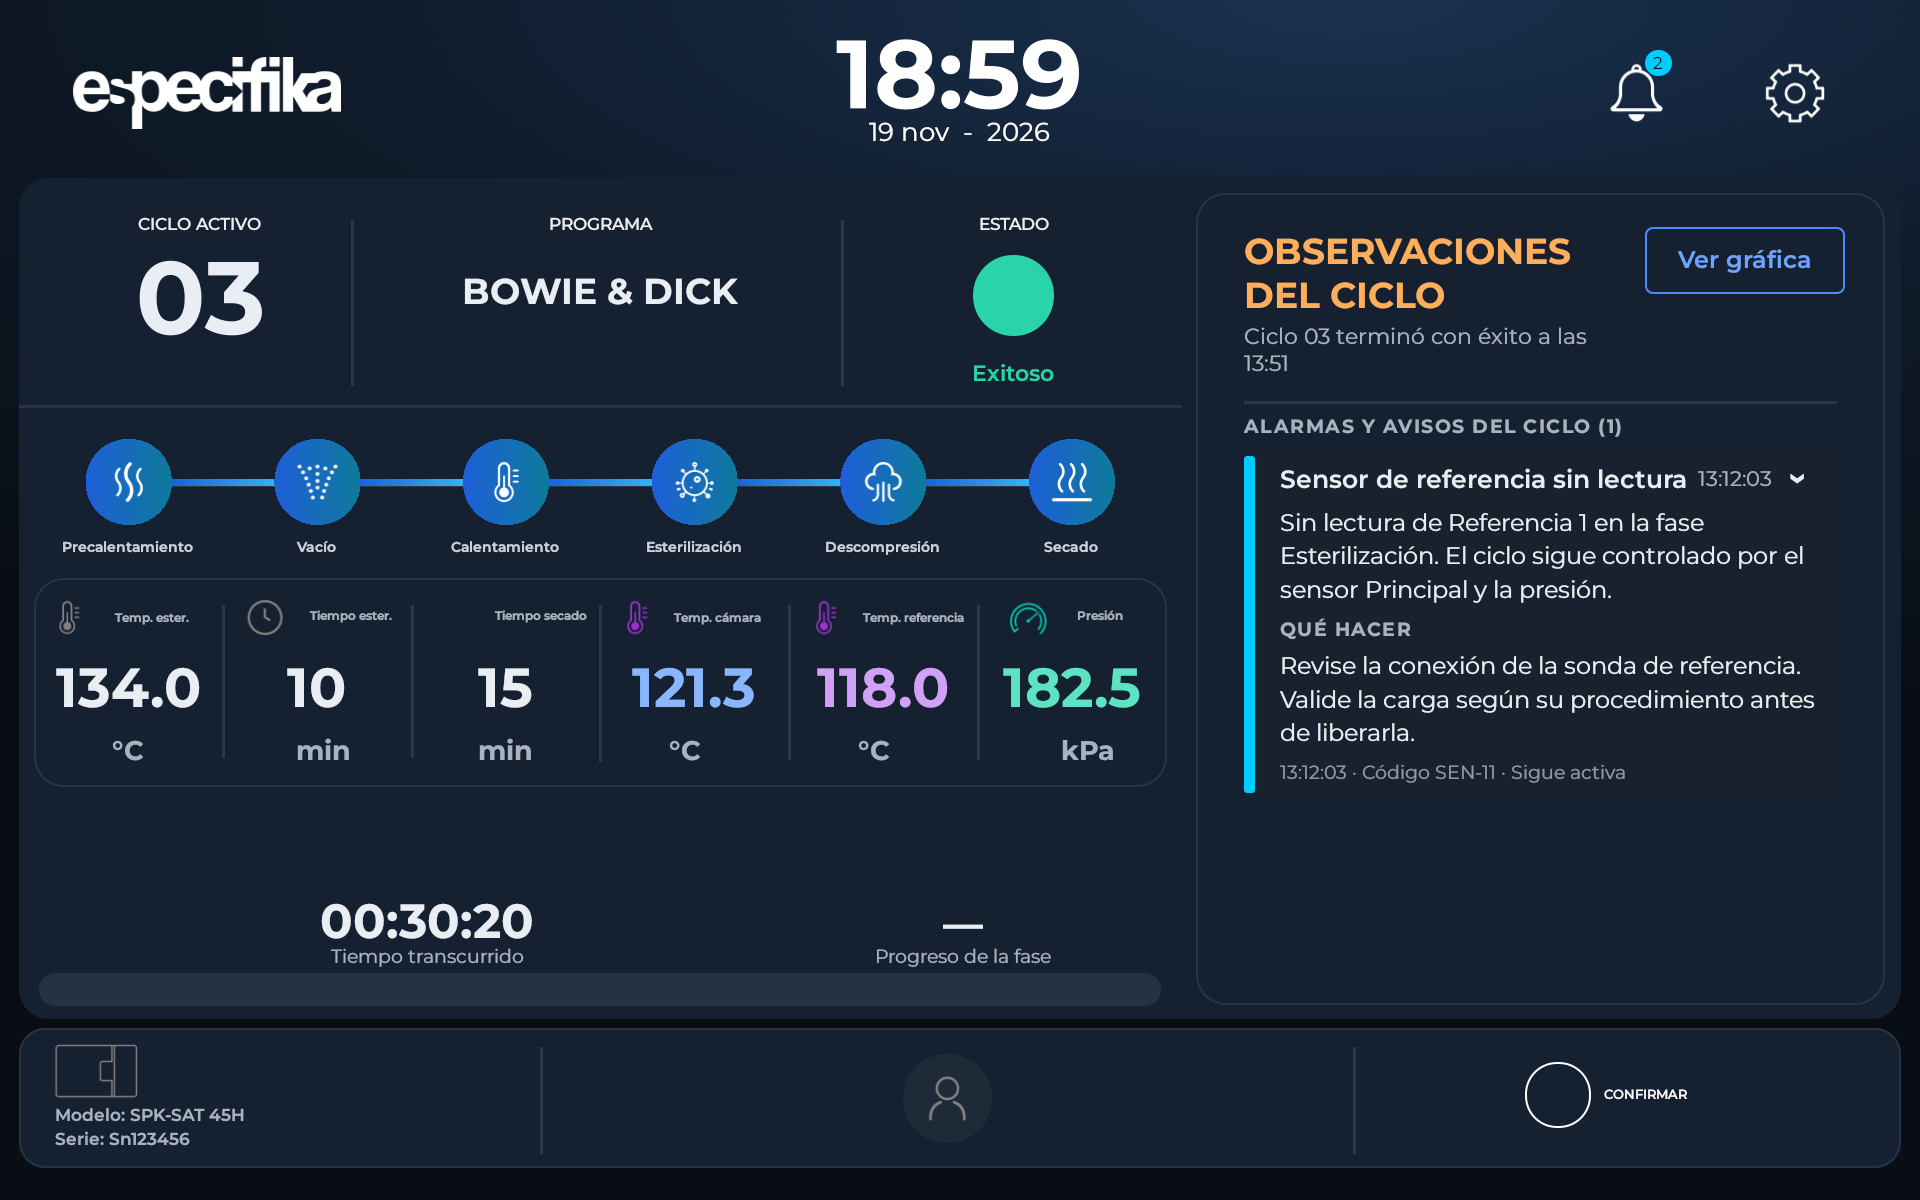 especifika
18:59
19 nov - 2026
2
CICLO ACTIVO
03
PROGRAMA
BOWIE & DICK
ESTADO
Exitoso
Precalentamiento
Vacío
Calentamiento
Esterilización
Descompresión
Secado
Temp. ester.
134.0
°C
Tiempo ester.
10
min
Tiempo secado
15
min
Temp. cámara
121.3
°C
Temp. referencia
118.0
°C
Presión
182.5
kPa
00:30:20
Tiempo transcurrido
—
Progreso de la fase
OBSERVACIONES
DEL CICLO
Ver gráfica
Ciclo 03 terminó con éxito a las
13:51
ALARMAS Y AVISOS DEL CICLO (1)
Sensor de referencia sin lectura 13:12:03
Sin lectura de Referencia 1 en la fase
Esterilización. El ciclo sigue controlado por el
sensor Principal y la presión.
QUÉ HACER
Revise la conexión de la sonda de referencia.
Valide la carga según su procedimiento antes
de liberarla.
13:12:03 · Código SEN-11 · Sigue activa
Modelo: SPK-SAT 45H
Serie: Sn123456
CONFIRMAR